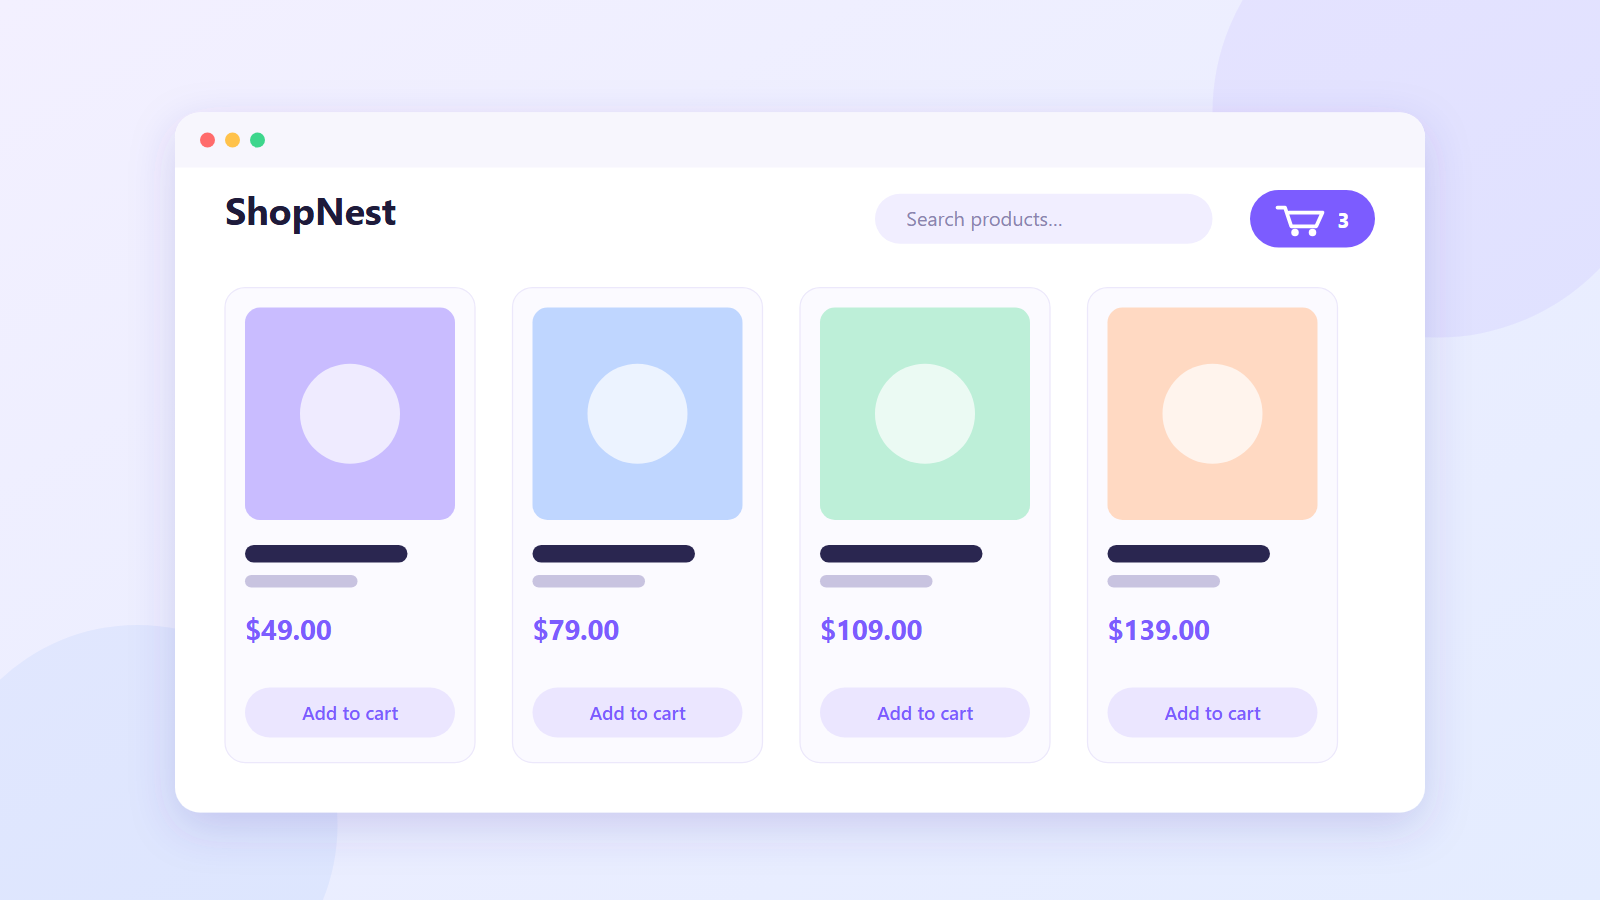 ShopNest
Search products...
3
$49.00
$79.00
$109.00
$139.00
Add to cart
Add to cart
Add to cart
Add to cart